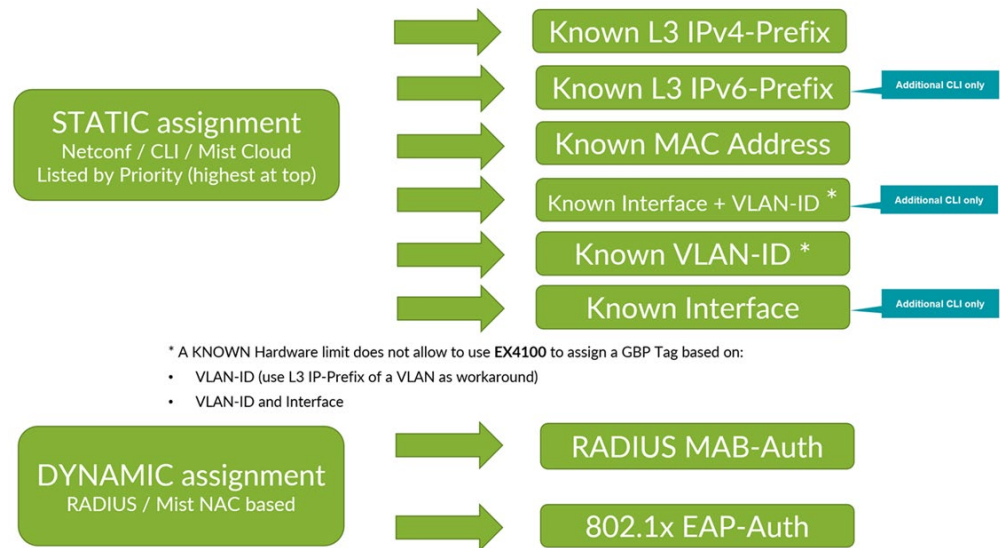 Known L3 IPv4-Prefix
Known L3 IPv6-Prefix
Additional CLI only
STATIC assignment
Netconf / CLI / Mist Cloud
Listed by Priority (highest at top)
Known MAC Address
Known Interface + VLAN-ID *
Additional CLI only
Known VLAN-ID *
Known Interface
Additional CLI only
* A KNOWN Hardware limit does not allow to use EX4100 to assign a GBP Tag based on:
• VLAN-ID (use L3 IP-Prefix of a VLAN as workaround)
• VLAN-ID and Interface
DYNAMIC assignment
RADIUS / Mist NAC based
RADIUS MAB-Auth
802.1x EAP-Auth